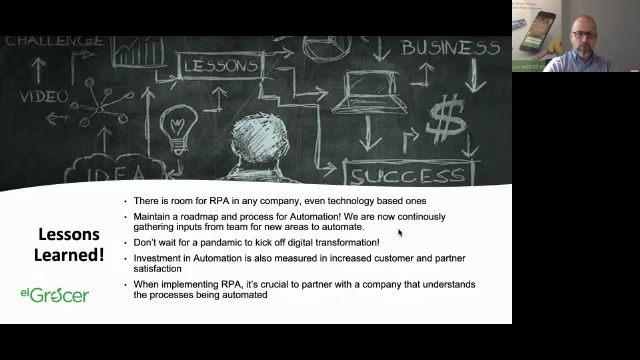 CHALLENGE
BUSINESS
LESSONS
VIDEO
$
IDEA
SUCCESS
Lessons
Learned!
elGrocer
• There is room for RPA in any company, even technology based ones
• Maintain a roadmap and process for Automation! We are now continously
gathering inputs from team for new areas to automate.
• Don't wait for a pandemic to kick off digital transformation!
• Investment in Automation is also measured in increased customer and partner
satisfaction
• When implementing RPA, it's crucial to partner with a company that understands
the processes being automated